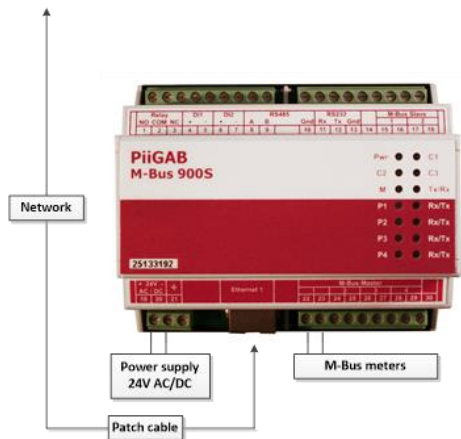 Relay DI1 DI2 RS485 RS232 M-Bus Slave
NO COM NC + - + - A B Gnd Rx Tx Gnd
1 2 3 4 5 6 7 8 9 10 11 12 13 14 15 16 17 18
PiiGAB
M-Bus 900S
Pwr C1
C2 C3
M Tx/Rx
P1 Rx/Tx
P2 Rx/Tx
P3 Rx/Tx
P4 Rx/Tx
Network
25133192
+ 24V -
AC / DC
19 20 21
Ethernet 1
M-Bus Master
1 2 3 4
22 23 24 25 26 27 28 29 30
Power supply
24V AC/DC
M-Bus meters
Patch cable